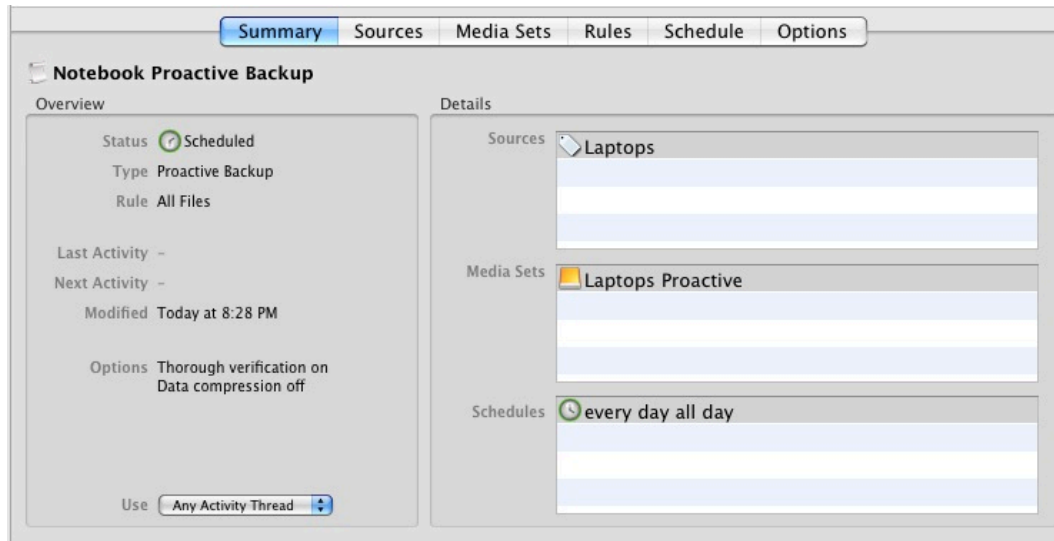 Summary Sources Media Sets Rules Schedule Options
Notebook Proactive Backup
Overview
Status Scheduled
Type Proactive Backup
Rule All Files
Last Activity –
Next Activity –
Modified Today at 8:28 PM
Options Thorough verification on
Data compression off
Use Any Activity Thread
Details
Sources Laptops
Media Sets Laptops Proactive
Schedules every day all day